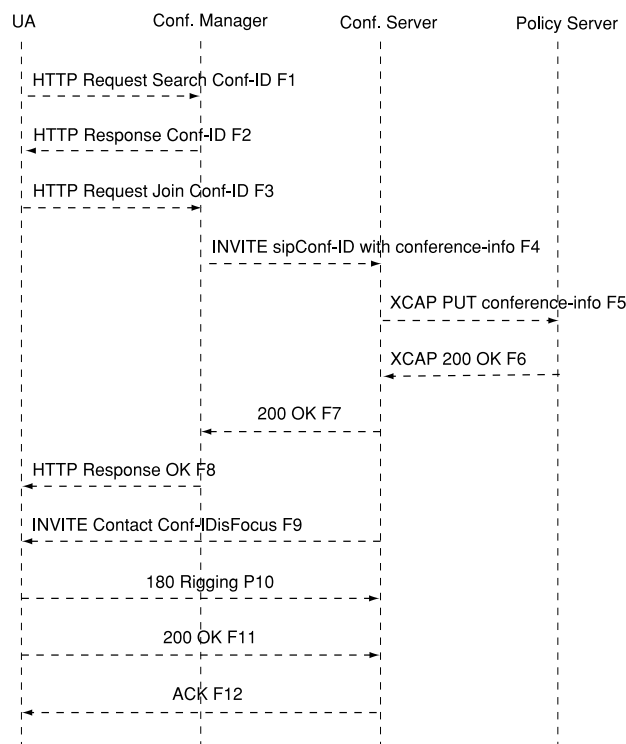 UA
Conf. Manager
Conf. Server
Policy Server
HTTP Request Search Conf-ID F1
HTTP Response Conf-ID F2
HTTP Request Join Conf-ID F3
INVITE sipConf-ID with conference-info F4
XCAP PUT conference-info F5
XCAP 200 OK F6
200 OK F7
HTTP Response OK F8
INVITE Contact Conf-IDisFocus F9
180 Rigging P10
200 OK F11
ACK F12